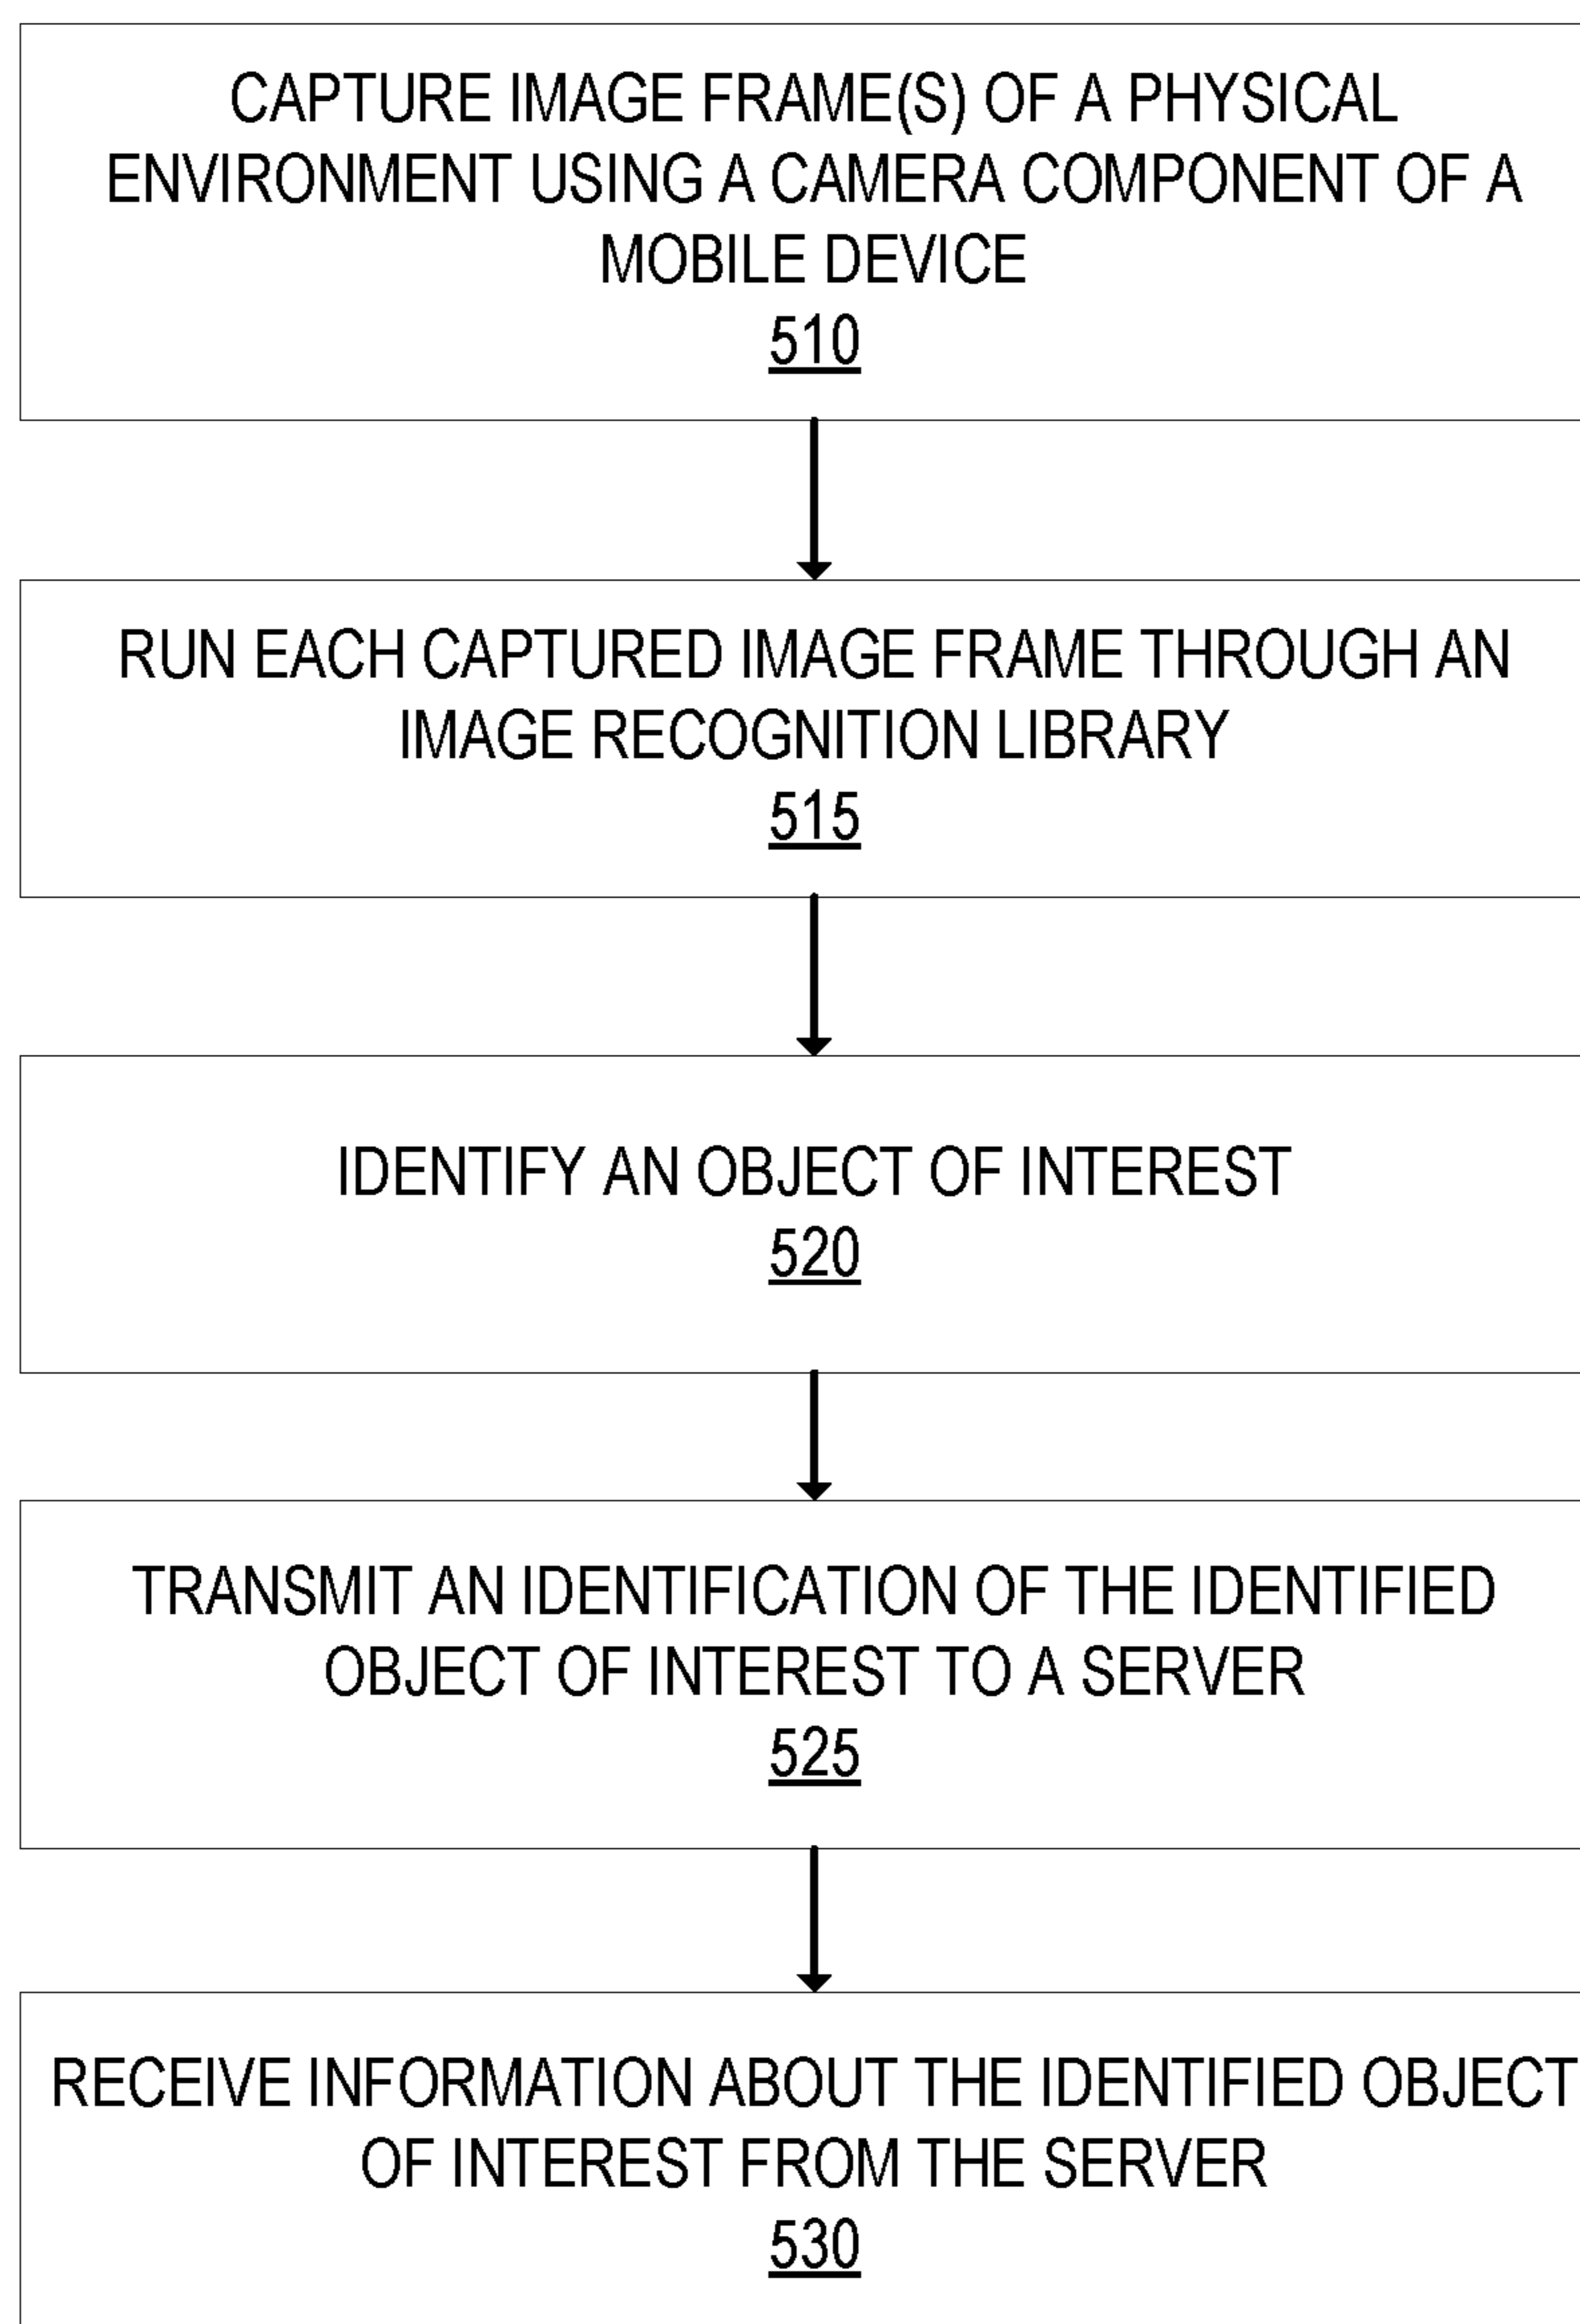 CAPTURE IMAGE FRAME(S) OF A PHYSICAL
ENVIRONMENT USING A CAMERA COMPONENT OF A
MOBILE DEVICE
510
RUN EACH CAPTURED IMAGE FRAME THROUGH AN
IMAGE RECOGNITION LIBRARY
515
IDENTIFY AN OBJECT OF INTEREST
520
TRANSMIT AN IDENTIFICATION OF THE IDENTIFIED
OBJECT OF INTEREST TO A SERVER
525
RECEIVE INFORMATION ABOUT THE IDENTIFIED OBJECT
OF INTEREST FROM THE SERVER
530